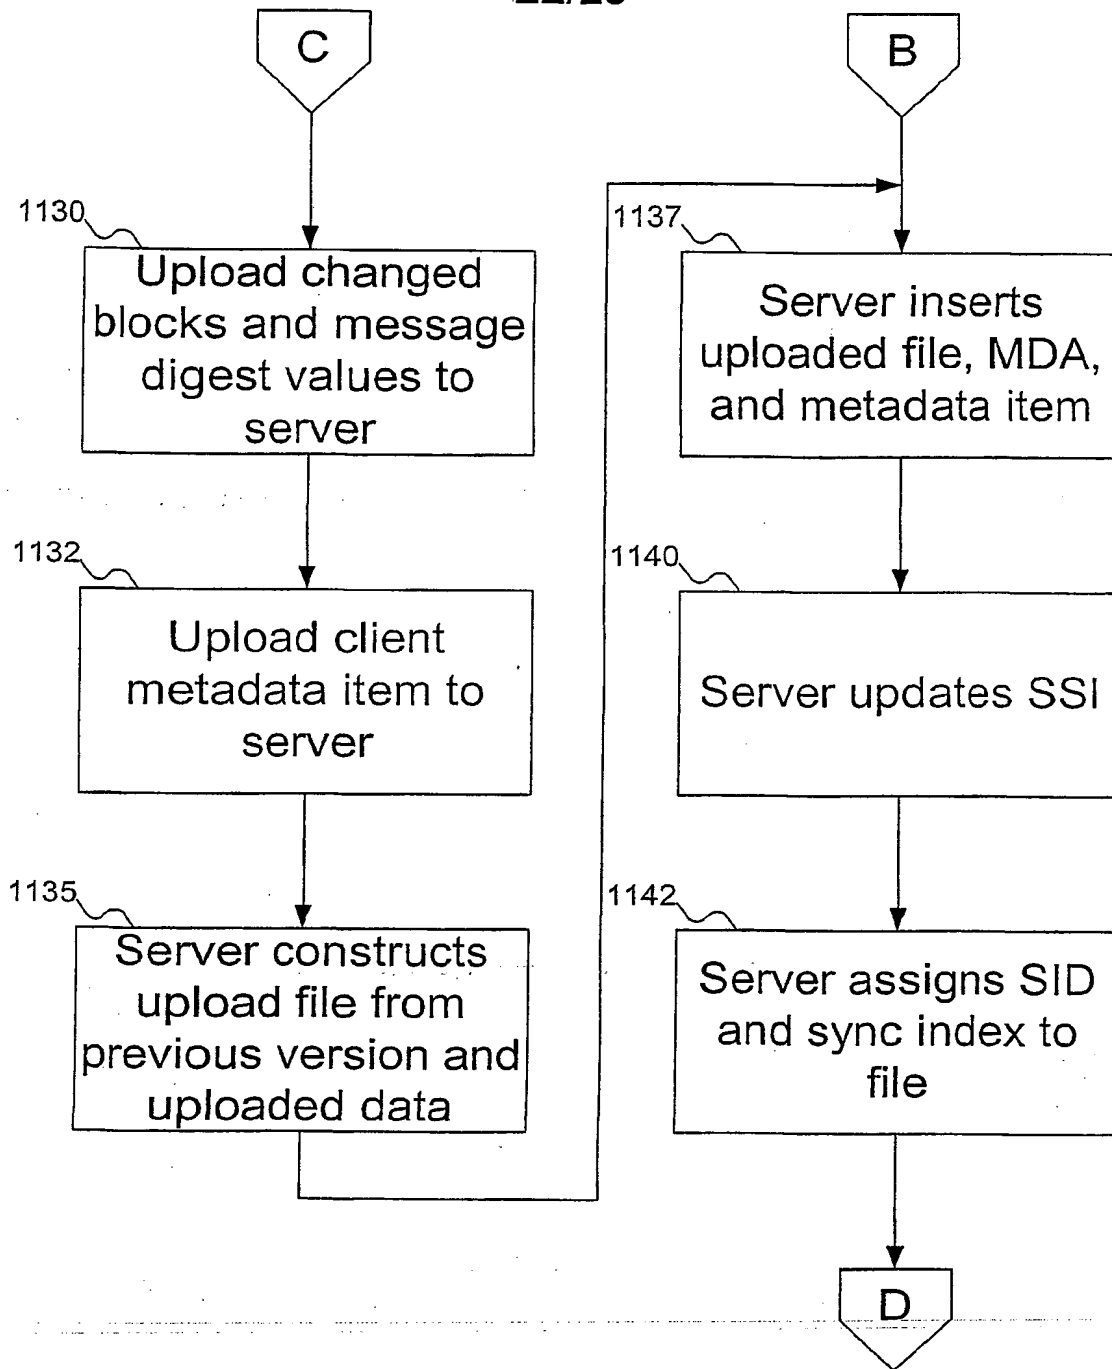 C
1130
Upload changed
blocks and message
digest values to
server
1132
Upload client
metadata item to
server
1135
Server constructs
upload file from
previous version and
uploaded data
B
1137
Server inserts
uploaded file, MDA,
and metadata item
1140
Server updates SSI
1142
Server assigns SID
and sync index to
file
D